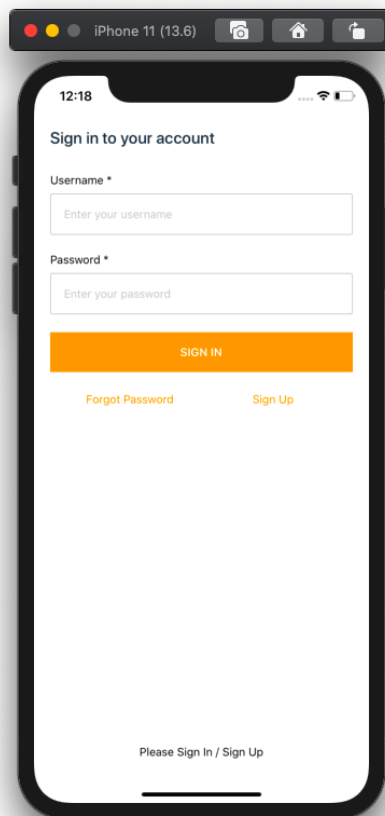 iPhone 11 (13.6)
12:18
Sign in to your account
Username *
Enter your username
Password *
Enter your password
SIGN IN
Forgot Password Sign Up
Please Sign In / Sign Up